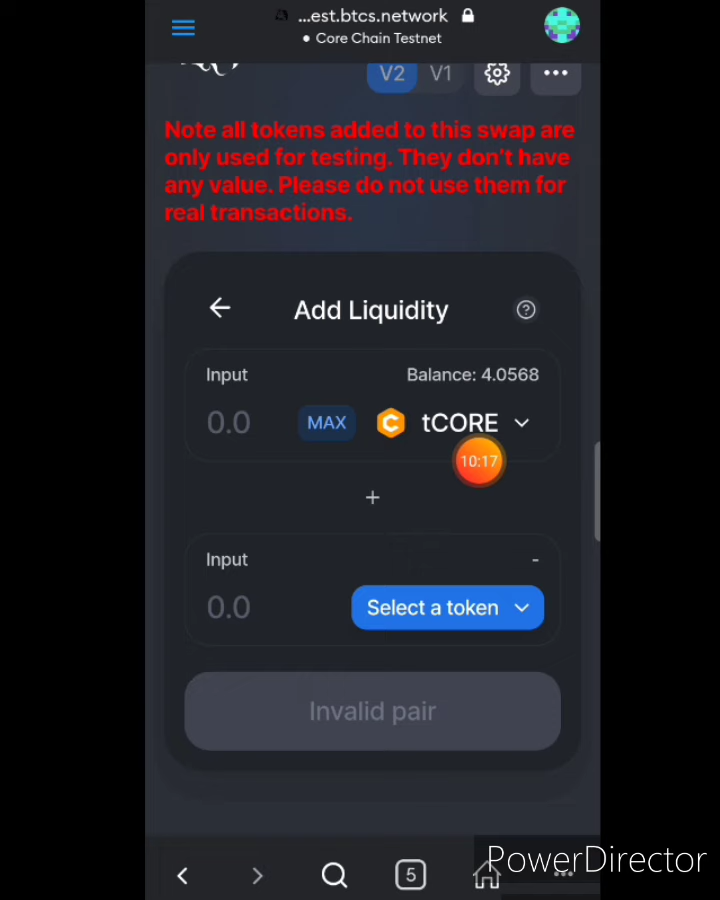 ...est.btcs.network
Core Chain Testnet
V2 V1
Note all tokens added to this swap are
only used for testing. They don't have
any value. Please do not use them for
real transactions.
Add Liquidity
Input Balance: 4.0568
0.0 MAX C tCORE
10:17
+
Input -
0.0 Select a token
Invalid pair
5
PowerDirector